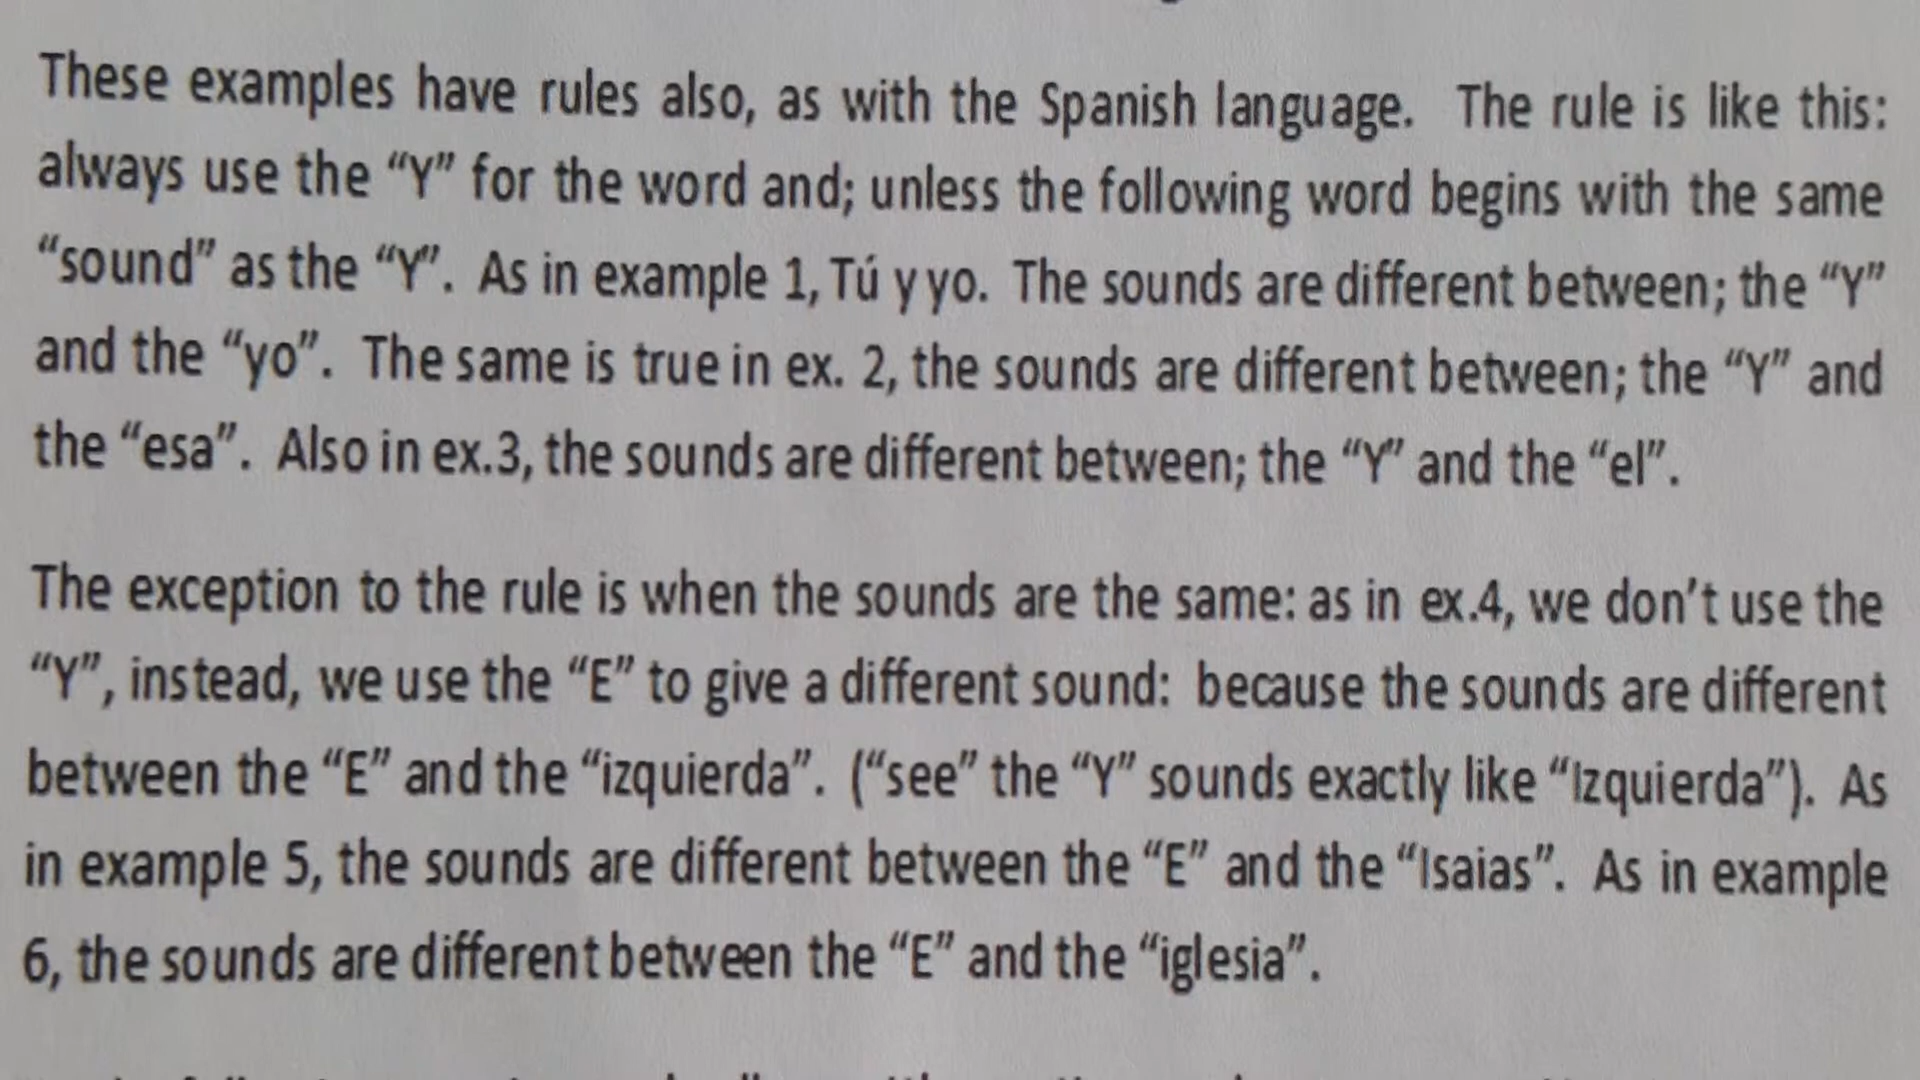 These examples have rules also, as with the Spanish language. The rule is like this:
always use the “Y” for the word and; unless the following word begins with the same
“sound” as the “Y”. As in example 1, Tú y yo. The sounds are different between; the “Y”
and the “yo”. The same is true in ex. 2, the sounds are different between; the “Y” and
the “esa”. Also in ex.3, the sounds are different between; the “Y” and the “el”.
The exception to the rule is when the sounds are the same: as in ex.4, we don’t use the
“Y”, instead, we use the “E” to give a different sound: because the sounds are different
between the “E” and the “izquierda”. (“see” the “Y” sounds exactly like “Izquierda”). As
in example 5, the sounds are different between the “E” and the “Isaias”. As in example
6, the sounds are different between the “E” and the “iglesia”.